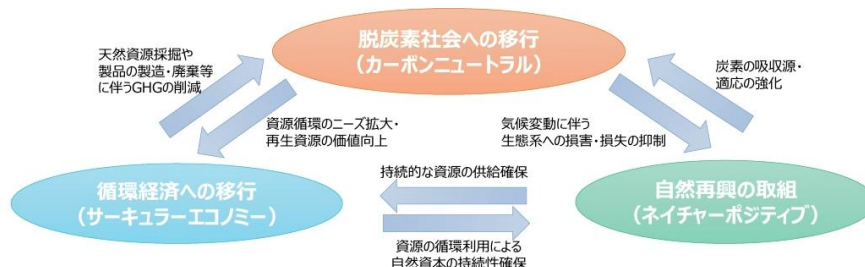 脱炭素社会への移行
（カーボンニュートラル）
天然資源採掘や
製品の製造・廃棄等
に伴うGHGの削減
炭素の吸収源・
適応の強化
資源循環のニーズ拡大・
再生資源の価値向上
気候変動に伴う
生態系への損害・損失の抑制
循環経済への移行
（サーキュラーエコノミー）
持続的な資源の供給確保
自然再興の取組
（ネイチャーポジティブ）
資源の循環利用による
自然資本の持続性確保